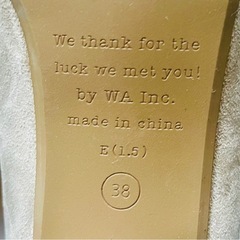 We thank for the
luck we met you!
by WA Inc.
made in china
E(1.5)
38